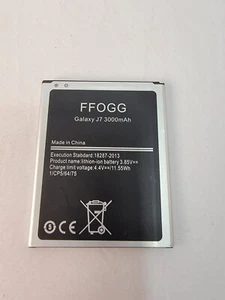 FFOGG
Galaxy J7 3000mAh
Made in China
Execution Stabdard:18287-2013
Product name:lithion-ion battery 3.85V==
Charge limit voltage:4.4V==/11.55Wh
1ICP5/64/75